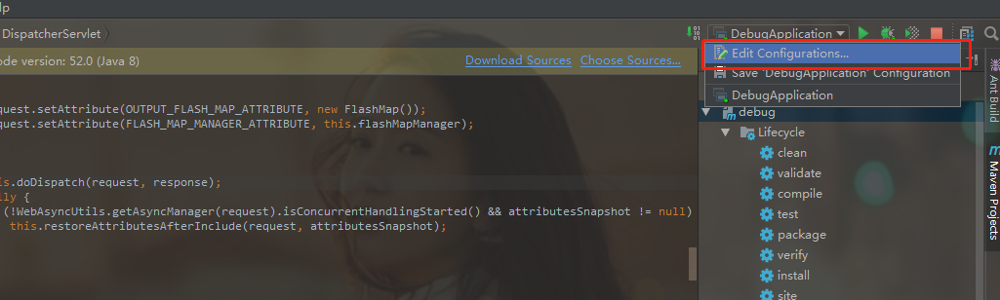 lp
DispatcherServlet
DebugApplication
Edit Configurations...
Save 'DebugApplication' Configuration
DebugApplication
ode version: 52.0 (Java 8)
Download Sources
Choose Sources...
quest.setAttribute(OUTPUT_FLASH_MAP_ATTRIBUTE, new FlashMap());
quest.setAttribute(FLASH_MAP_MANAGER_ATTRIBUTE, this.flashMapManager);
is.doDispatch(request, response);
lly {
(!WebAsyncUtils.getAsyncManager(request).isConcurrentHandlingStarted() && attributesSnapshot != null)
this.restoreAttributesAfterInclude(request, attributesSnapshot);
debug
Lifecycle
clean
validate
compile
test
package
verify
install
site
Ant Build
Maven Projects